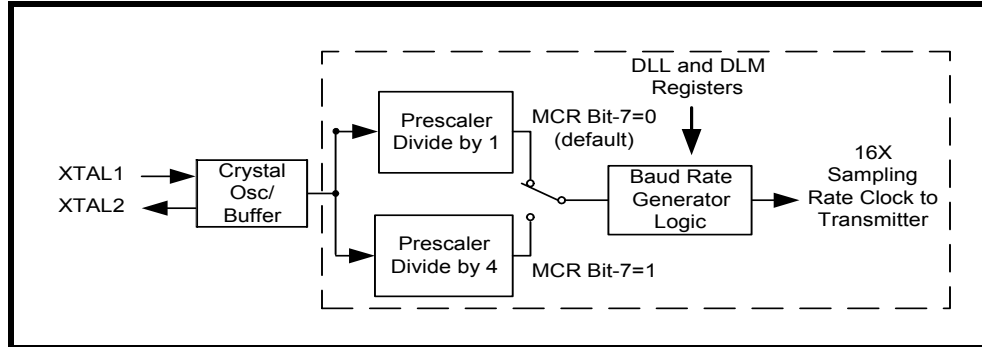 XTAL1
XTAL2
Crystal
Osc/
Buffer
Prescaler
Divide by 1
Prescaler
Divide by 4
MCR Bit-7=0
(default)
MCR Bit-7=1
DLL and DLM
Registers
Baud Rate
Generator
Logic
16X
Sampling
Rate Clock to
Transmitter